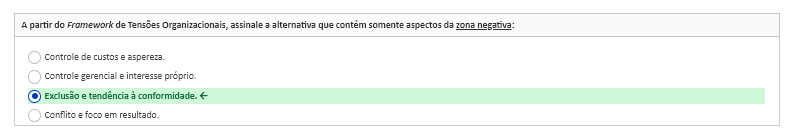 A partir do Framework de Tensões Organizacionais, assinale a alternativa que contém somente aspectos da zona negativa:
Controle de custos e aspereza.
Controle gerencial e interesse próprio.
Exclusão e tendência à conformidade. ←
Conflito e foco em resultado.